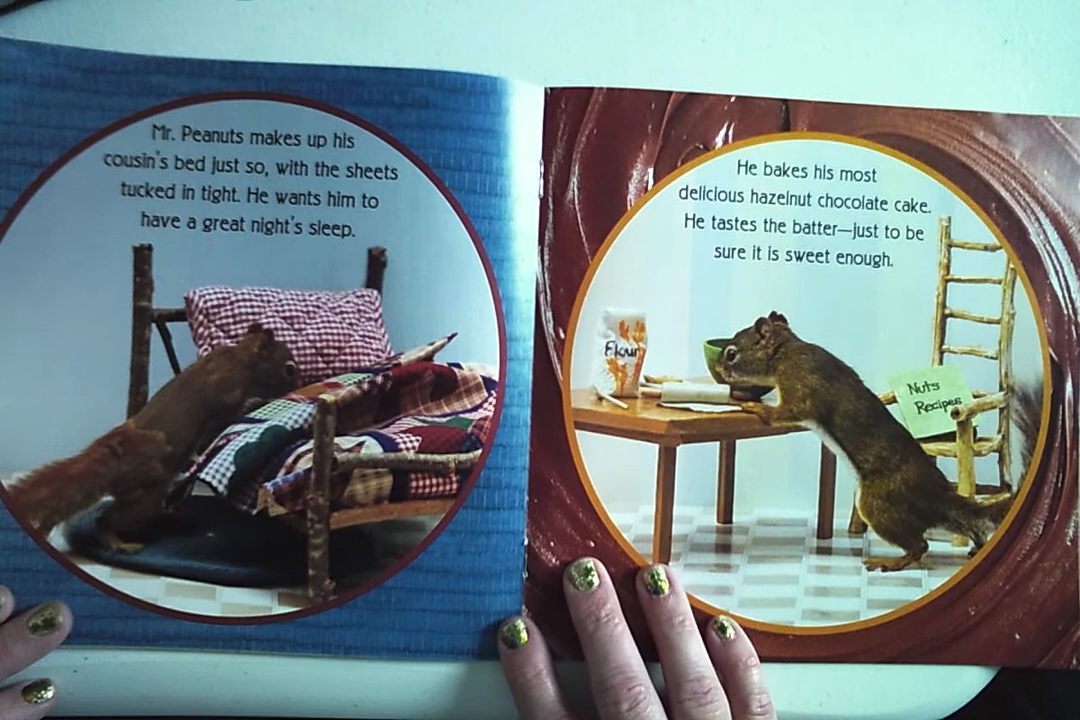 Mr. Peanuts makes up his
cousin's bed just so, with the sheets
tucked in tight. He wants him to
have a great night's sleep.
He bakes his most
delicious hazelnut chocolate cake.
He tastes the batter—just to be
sure it is sweet enough.
Flour
Nuts
Recipes